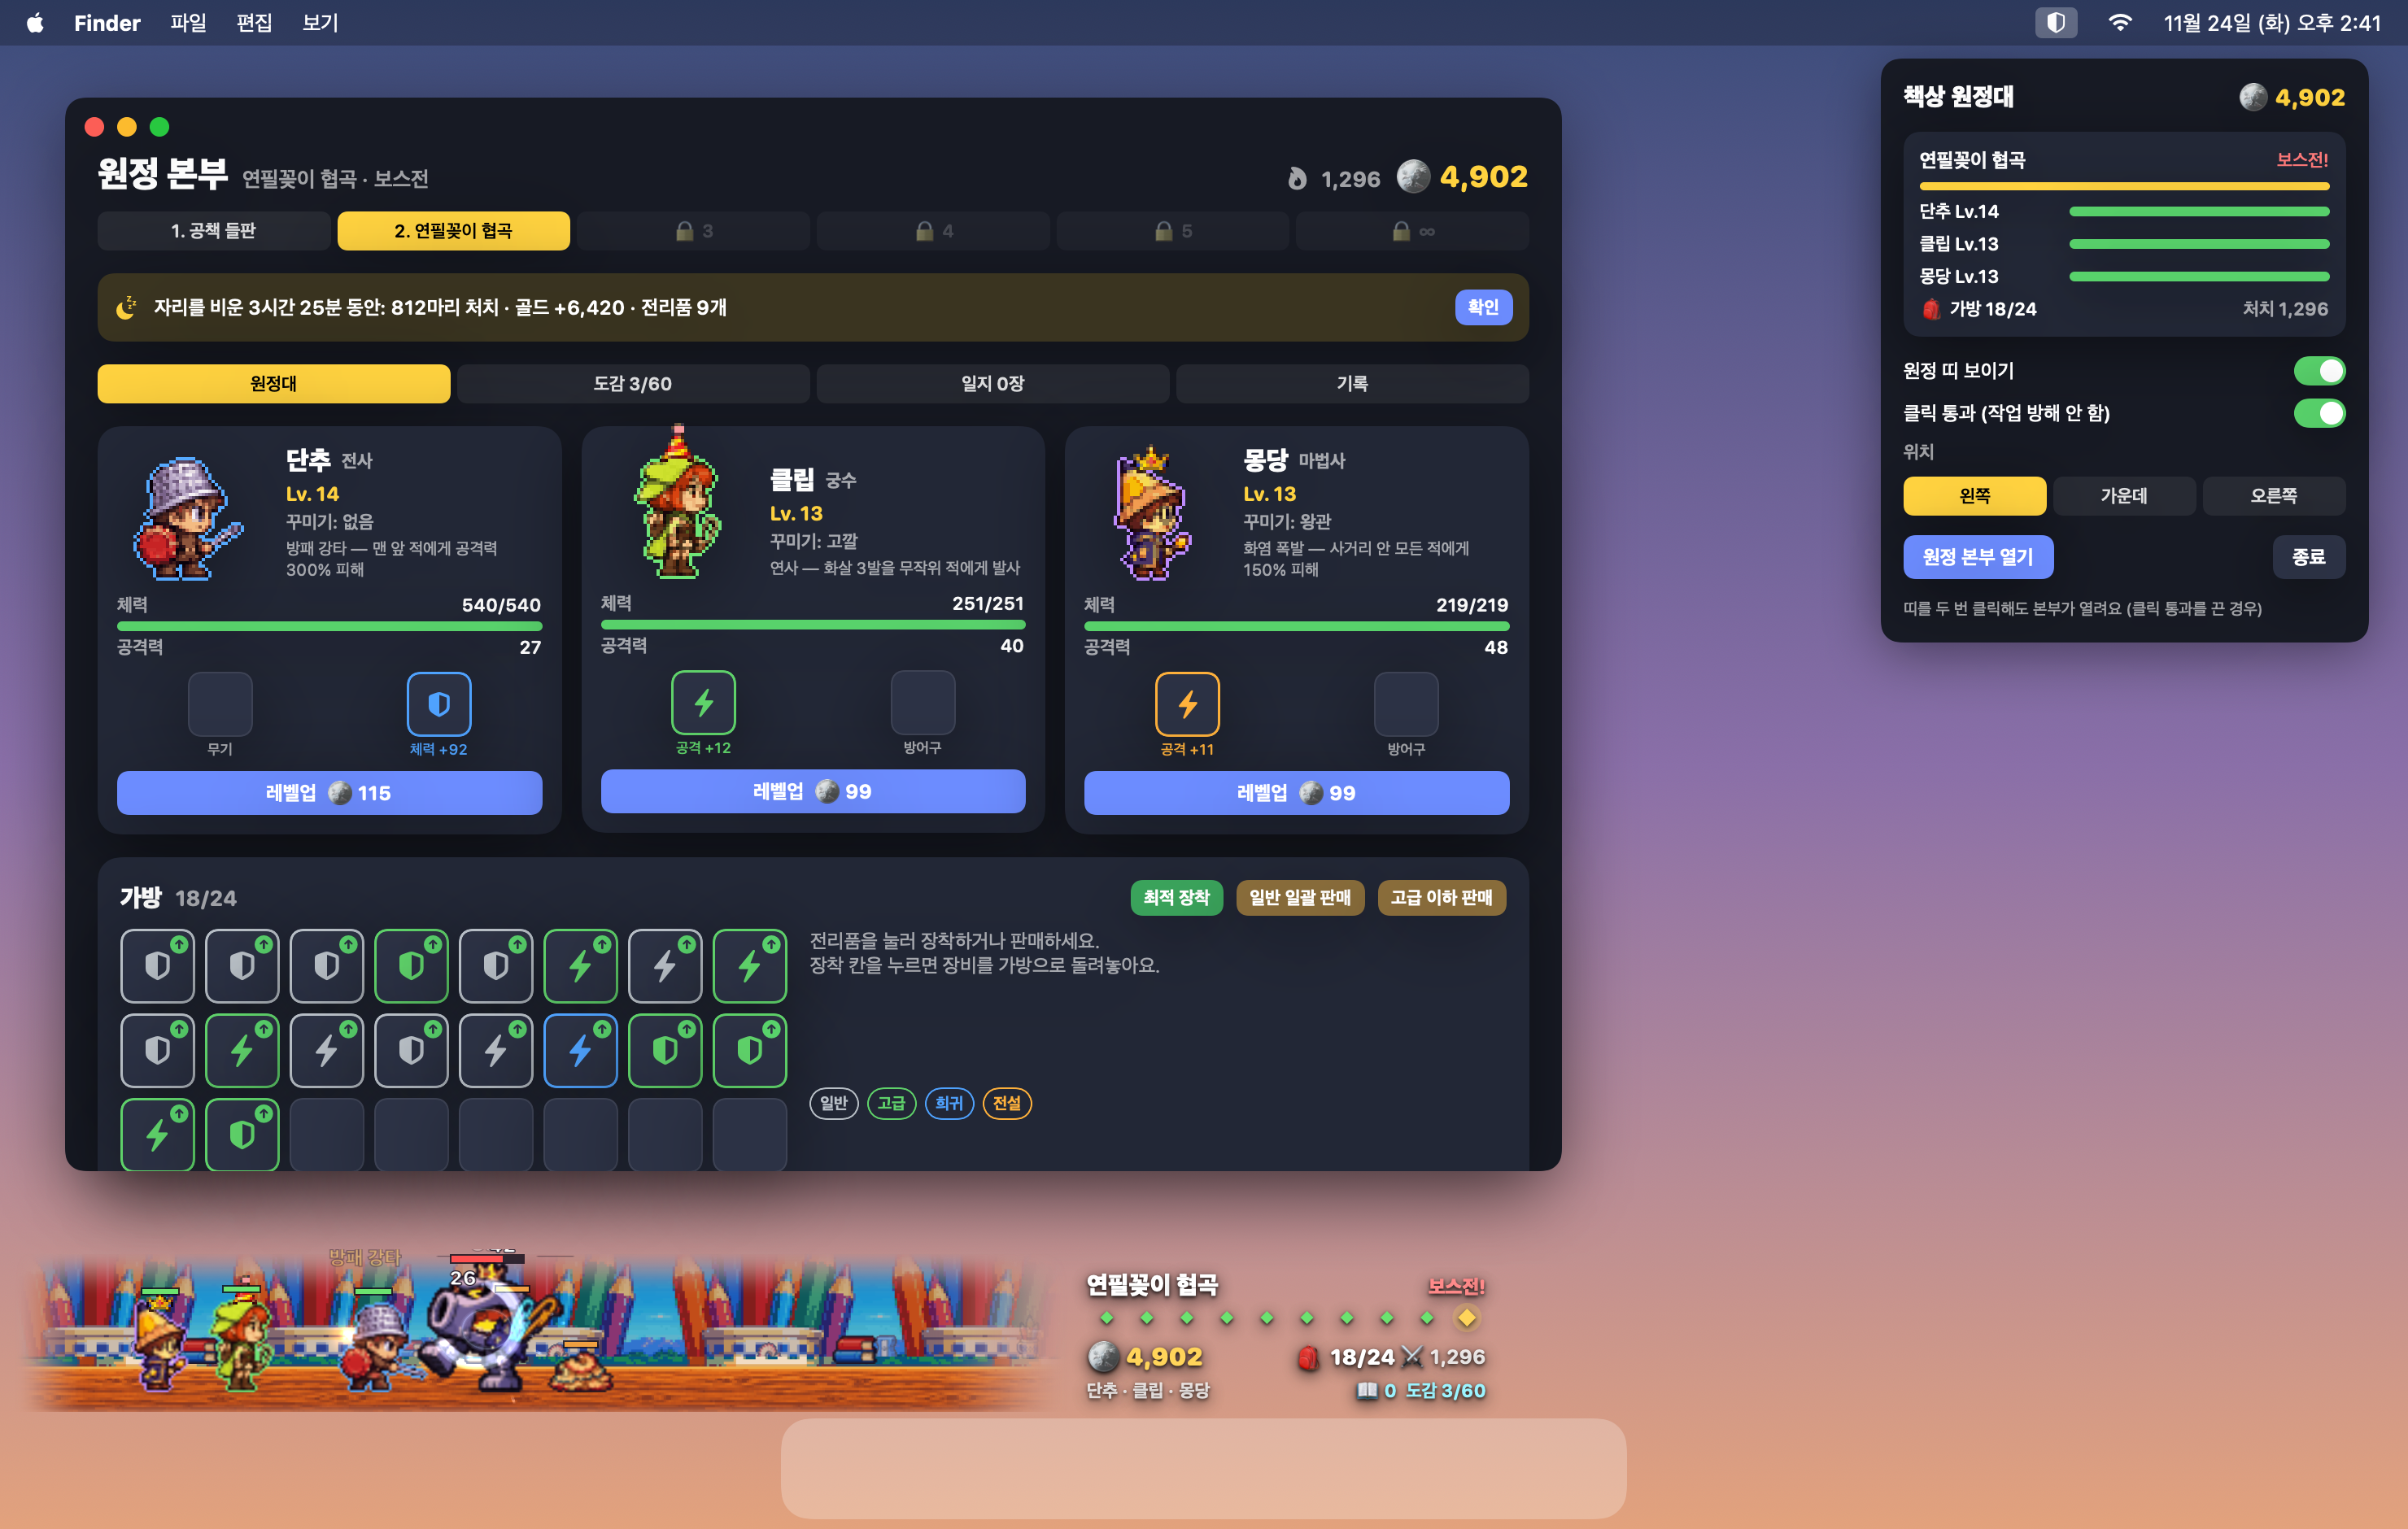 Finder 파일 편집 보기
11월 24일 (화) 오후 2:41
원정 본부 연필꽂이 협곡 · 보스전
1,296 4,902
1. 공책 들판
2. 연필꽂이 협곡
3
4
5
∞
자리를 비운 3시간 25분 동안: 812마리 처치 · 골드 +6,420 · 전리품 9개
확인
원정대
도감 3/60
일지 0장
기록
단추 전사
Lv. 14
꾸미기: 없음
방패 강타 — 맨 앞 적에게 공격력
300% 피해
체력 540/540
공격력 27
무기
체력 +92
레벨업 115
클립 궁수
Lv. 13
꾸미기: 고깔
연사 — 화살 3발을 무작위 적에게 발사
체력 251/251
공격력 40
공격 +12
방어구
레벨업 99
몽당 마법사
Lv. 13
꾸미기: 왕관
화염 폭발 — 사거리 안 모든 적에게
150% 피해
체력 219/219
공격력 48
공격 +11
방어구
레벨업 99
가방 18/24
최적 장착
일반 일괄 판매
고급 이하 판매
전리품을 눌러 장착하거나 판매하세요.
장착 칸을 누르면 장비를 가방으로 돌려놓아요.
일반 고급 희귀 전설
책상 원정대 4,902
연필꽂이 협곡 보스전!
단추 Lv.14
클립 Lv.13
몽당 Lv.13
가방 18/24 처치 1,296
원정 띠 보이기
클릭 통과 (작업 방해 안 함)
위치
왼쪽 가운데 오른쪽
원정 본부 열기 종료
띠를 두 번 클릭해도 본부가 열려요 (클릭 통과를 끈 경우)
방패 강타
26
연필꽂이 협곡 보스전!
4,902 18/24 1,296
단추 · 클립 · 몽당 0 도감 3/60